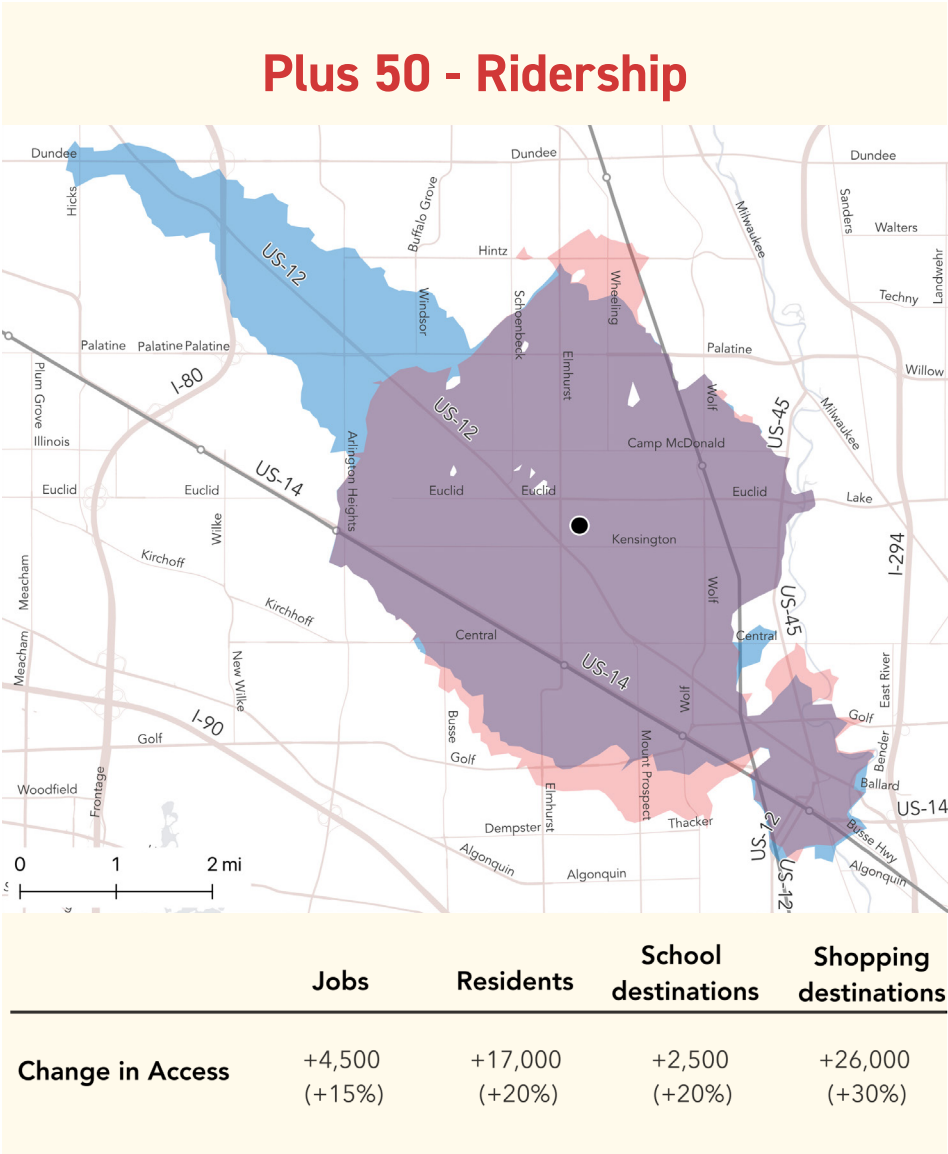 Plus 50 - Ridership
Dundee
Dundee
Dundee
Hicks
Buffalo Grove
Milwaukee
Sanders
Walters
Landwehr
Hintz
US-12
Wheeling
Techny
Windsor
Schoenbeck
Palatine
Palatine
Palatine
Palatine
Elmhurst
Willow
Plum Grove
I-80
Wolf
US-45
Milwaukee
US-12
Illinois
Arlington Heights
Camp McDonald
US-14
Euclid
Euclid
Euclid
Euclid
Euclid
Lake
Wilke
Kensington
I-294
Kirchoff
Meacham
Wolf
US-45
Kirchhoff
Central
Central
Meacham
New Wilke
US-14
East River
Wolf
I-90
Busse
Golf
Golf
Golf
Mount Prospect
Bender
Ballard
Woodfield
Frontage
Elmhurst
US-14
Dempster
Thacker
US-12
Busse Hwy
Algonquin
Algonquin
Algonquin
US-12
0 1 2 mi
Jobs
Residents
School
destinations
Shopping
destinations
Change in Access
+4,500
(+15%)
+17,000
(+20%)
+2,500
(+20%)
+26,000
(+30%)